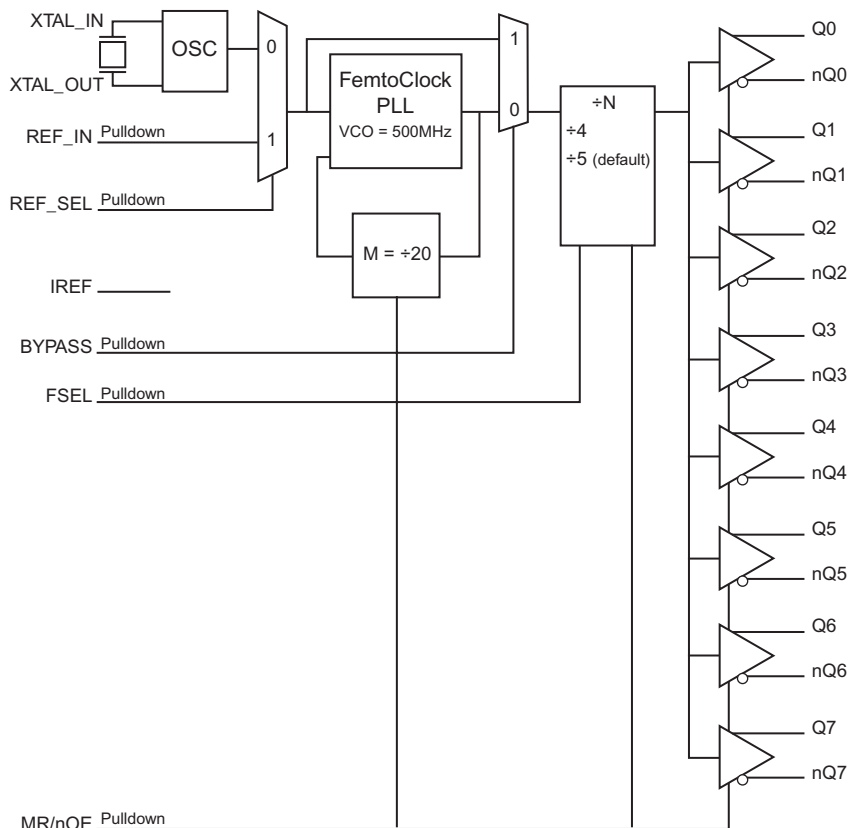 XTAL_IN
OSC
XTAL_OUT
0
1
REF_IN Pulldown
REF_SEL Pulldown
FemtoClock
PLL
VCO = 500MHz
1
0
÷N
÷4
÷5 (default)
M = ÷20
IREF
BYPASS Pulldown
FSEL Pulldown
MR/nOE Pulldown
Q0
nQ0
Q1
nQ1
Q2
nQ2
Q3
nQ3
Q4
nQ4
Q5
nQ5
Q6
nQ6
Q7
nQ7